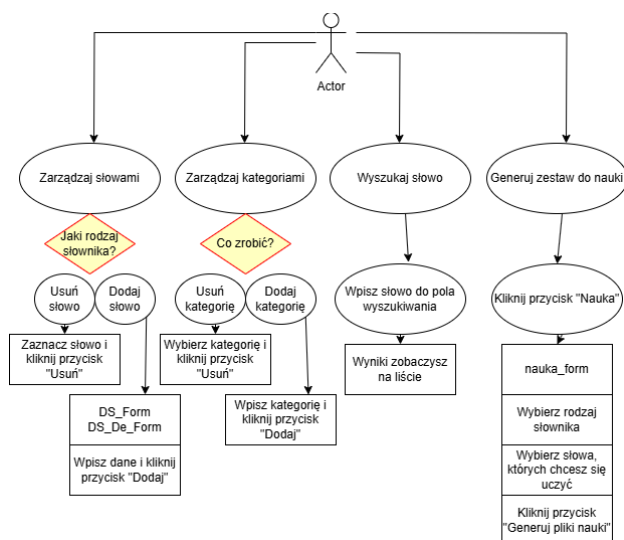 Actor
Zarządzaj słowami
Zarządzaj kategoriami
Wyszukaj słowo
Generuj zestaw do nauki
Jaki rodzaj
słownika?
Co zrobić?
Usuń
słowo
Dodaj
słowo
Usuń
kategorię
Dodaj
kategorię
Wpisz słowo do pola
wyszukiwania
Kliknij przycisk "Nauka"
Zaznacz słowo i
kliknij przycisk
"Usuń"
Wybierz kategorię i
kliknij przycisk
"Usuń"
Wyniki zobaczysz
na liście
nauka_form
DS_Form
DS_De_Form
Wpisz kategorię i
kliknij przycisk
"Dodaj"
Wybierz rodzaj
słownika
Wpisz dane i kliknij
przycisk "Dodaj"
Wybierz słowa,
których chcesz się
uczyć
Kliknij przycisk
"Generuj pliki nauki"